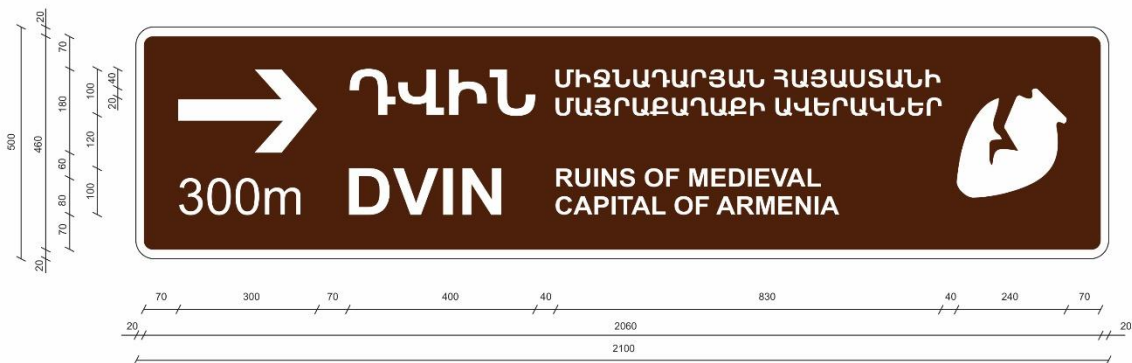 ԴՎԻՆ ՄԻՋՆԱԴԱՐՅԱՆ ՀԱՅԱՍՏԱՆԻ
ՄԱՅՐԱՔԱՂԱՔԻ ԱՎԵՐԱԿՆԵՐ
300m DVIN RUINS OF MEDIEVAL
CAPITAL OF ARMENIA
20
70
180
60
80
70
20
500
460
100
120
100
40
20
70 300 70 400 40 830 40 240 70
20 2060 20
2100